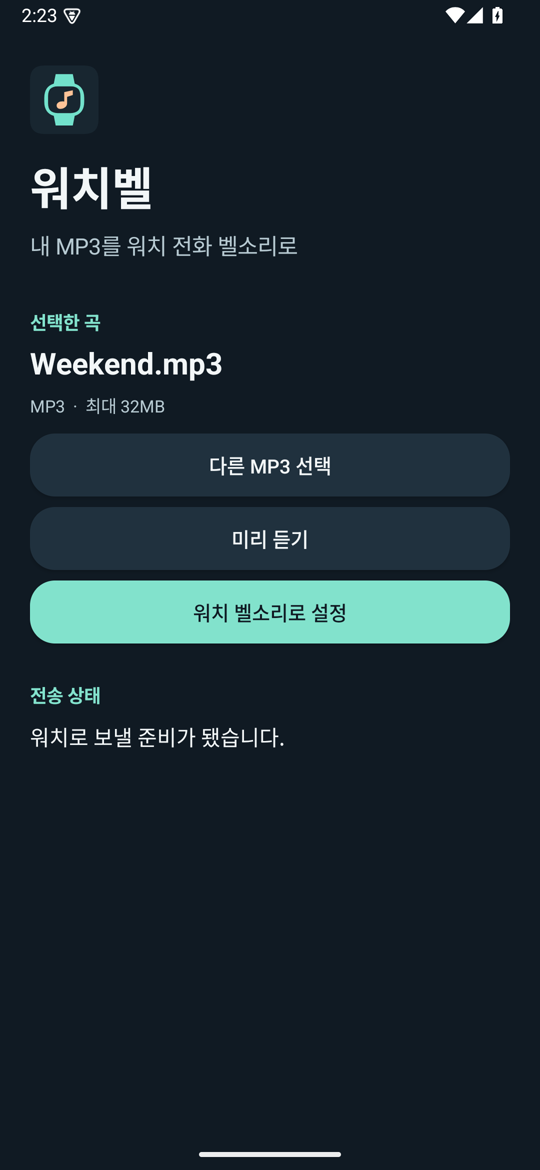 2:23
워치벨
내 MP3를 워치 전화 벨소리로
선택한 곡
Weekend.mp3
MP3 · 최대 32MB
다른 MP3 선택
미리 듣기
워치 벨소리로 설정
전송 상태
워치로 보낼 준비가 됐습니다.